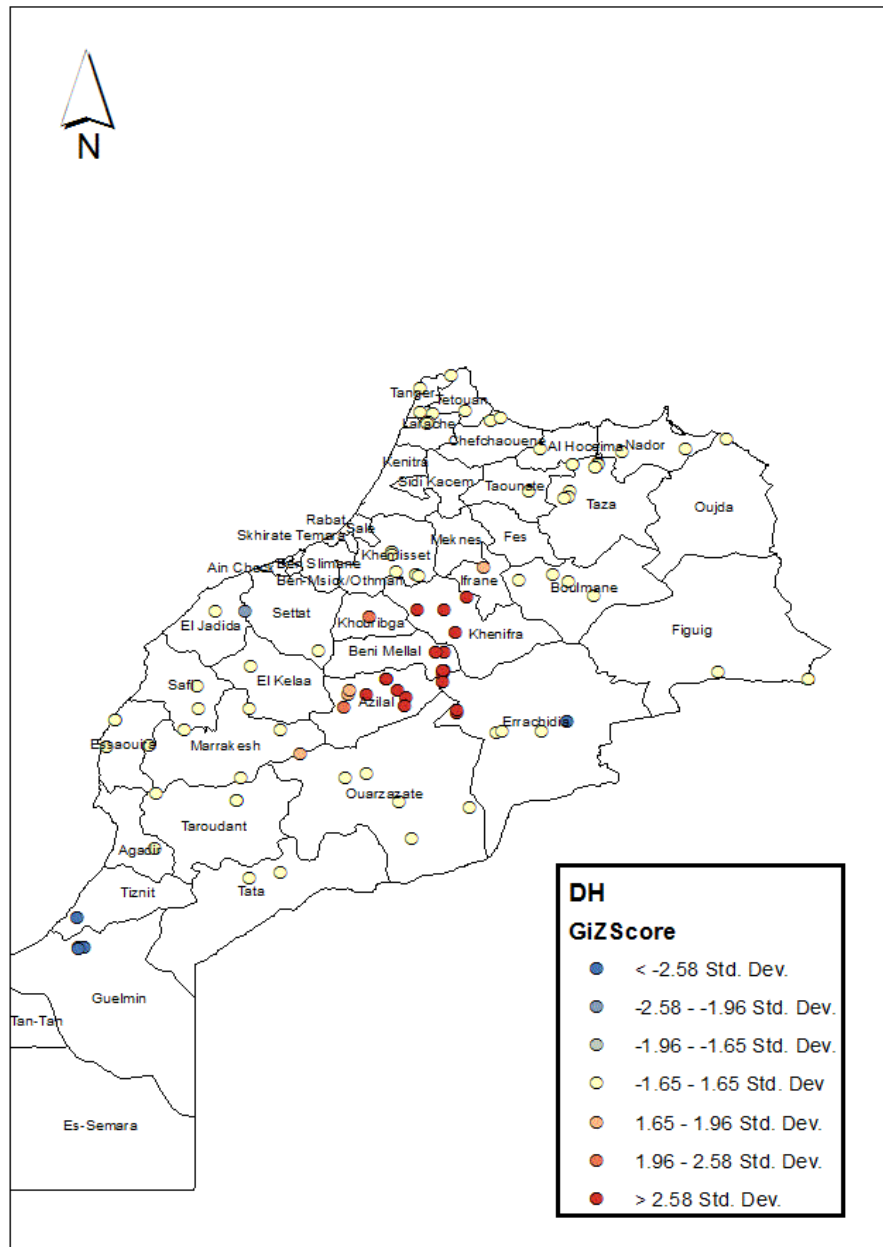 N
Tanger
Tetouan
Larache
Chefchaouene
Al Hoceima
Nador
Kenitra
Sidi Kacem
Taounate
Taza
Oujda
Rabat
Sale
Skhirate Temara
Meknes
Fes
Khemisset
Ain Chock
Ben Slimane
Ben-Msick/Othman
Ifrane
Boulmane
El Jadida
Settat
Khouribga
Khenifra
Figuig
Beni Mellal
Safi
El Kelaa
Azilal
Errachidia
Essaouira
Marrakesh
Ouarzazate
Taroudant
Agadir
Tiznit
Tata
Guelmin
Tan-Tan
Es-Semara
DH
GiZScore
< -2.58 Std. Dev.
-2.58 - -1.96 Std. Dev.
-1.96 - -1.65 Std. Dev.
-1.65 - 1.65 Std. Dev
1.65 - 1.96 Std. Dev.
1.96 - 2.58 Std. Dev.
> 2.58 Std. Dev.